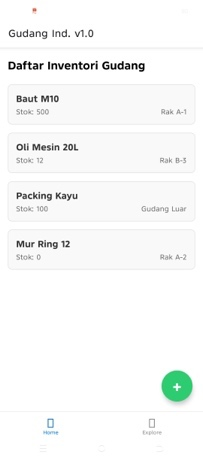 Gudang Ind. v1.0
Daftar Inventori Gudang
Baut M10
Stok: 500 Rak A-1
Oli Mesin 20L
Stok: 12 Rak B-3
Packing Kayu
Stok: 100 Gudang Luar
Mur Ring 12
Stok: 0 Rak A-2
+
Home Explore